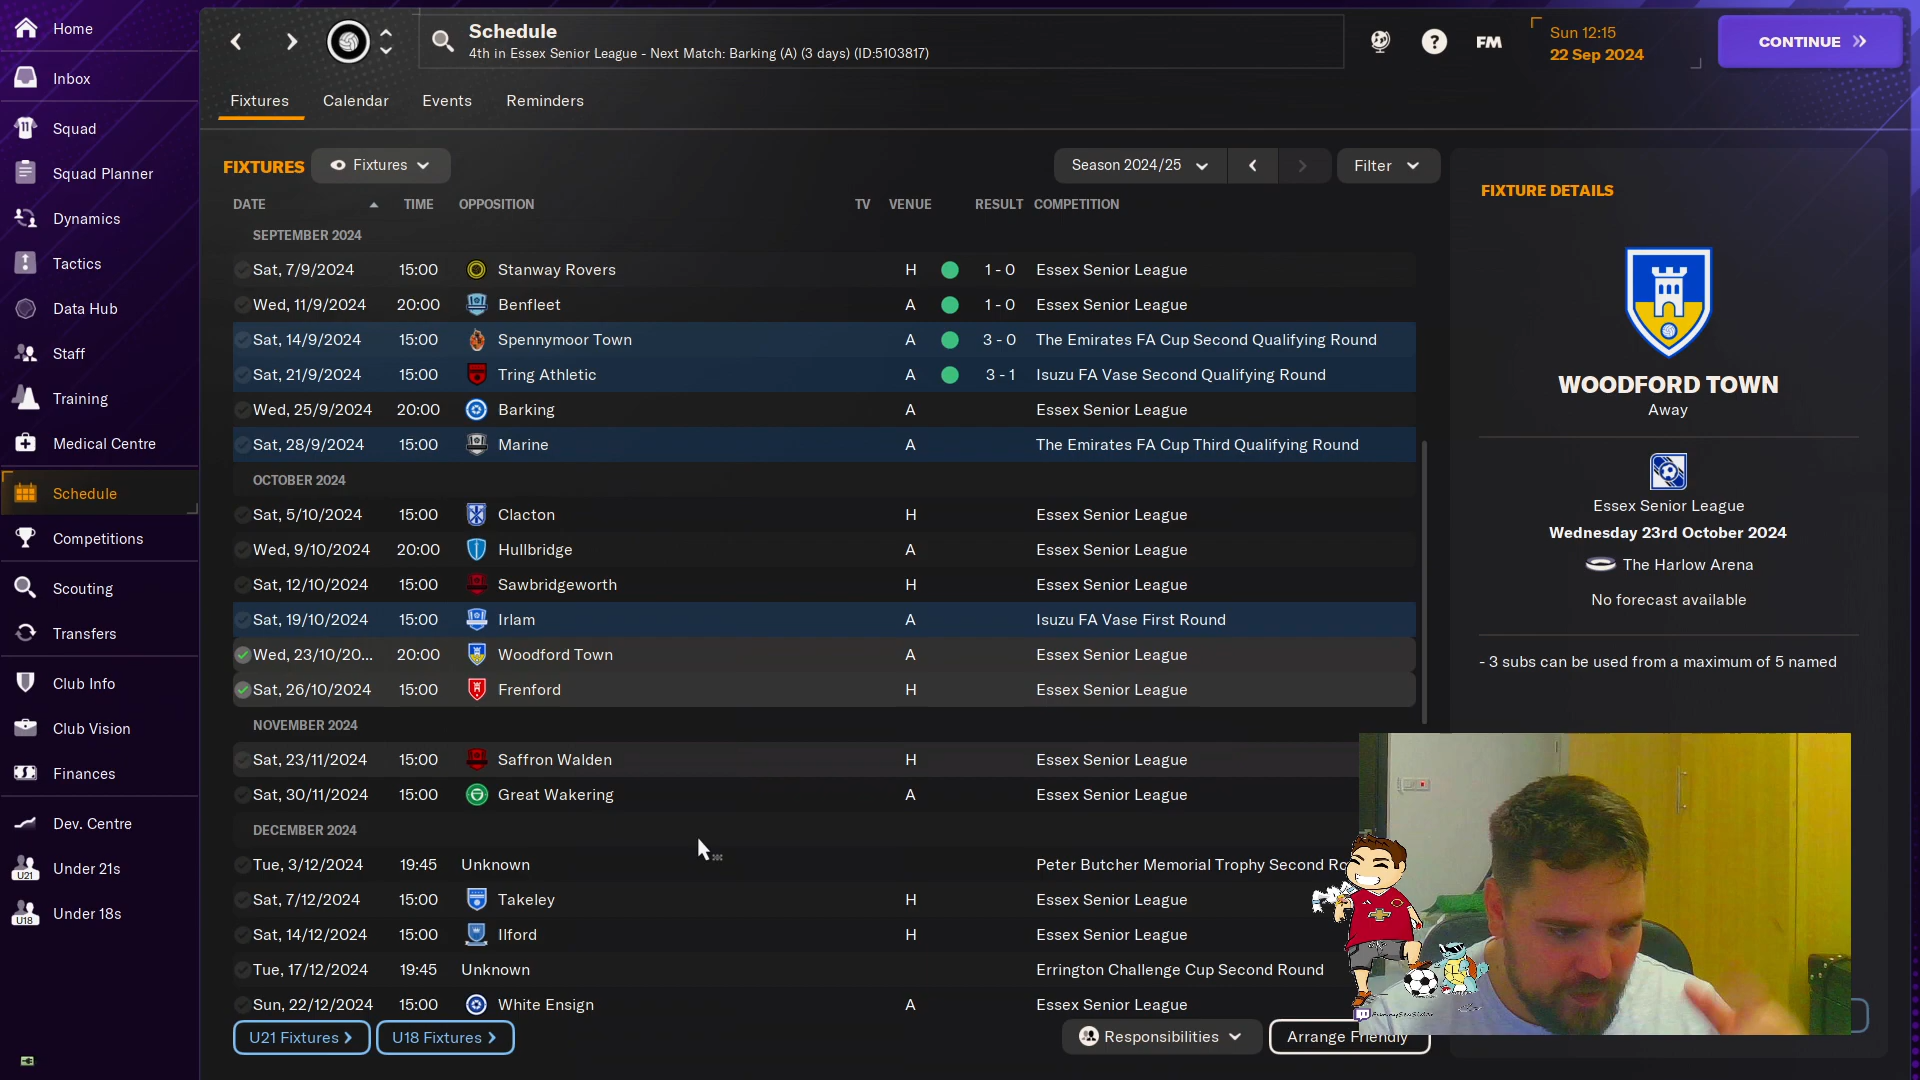 Home
Inbox
Squad
Squad Planner
Dynamics
Tactics
Data Hub
Staff
Training
Medical Centre
Schedule
Competitions
Scouting
Transfers
Club Info
Club Vision
Finances
Dev. Centre
U21 Under 21s
U18 Under 18s
Schedule
4th in Essex Senior League - Next Match: Barking (A) (3 days) (ID:5103817)
FM
Sun 12:15
22 Sep 2024
CONTINUE
Fixtures Calendar Events Reminders
FIXTURES Fixtures Season 2024/25 Filter
DATE TIME OPPOSITION TV VENUE RESULT COMPETITION
SEPTEMBER 2024
Sat, 7/9/2024 15:00 Stanway Rovers H 1 - 0 Essex Senior League
Wed, 11/9/2024 20:00 Benfleet A 1 - 0 Essex Senior League
Sat, 14/9/2024 15:00 Spennymoor Town A 3 - 0 The Emirates FA Cup Second Qualifying Round
Sat, 21/9/2024 15:00 Tring Athletic A 3 - 1 Isuzu FA Vase Second Qualifying Round
Wed, 25/9/2024 20:00 Barking A Essex Senior League
Sat, 28/9/2024 15:00 Marine A The Emirates FA Cup Third Qualifying Round
OCTOBER 2024
Sat, 5/10/2024 15:00 Clacton H Essex Senior League
Wed, 9/10/2024 20:00 Hullbridge A Essex Senior League
Sat, 12/10/2024 15:00 Sawbridgeworth H Essex Senior League
Sat, 19/10/2024 15:00 Irlam A Isuzu FA Vase First Round
Wed, 23/10/20... 20:00 Woodford Town A Essex Senior League
Sat, 26/10/2024 15:00 Frenford H Essex Senior League
NOVEMBER 2024
Sat, 23/11/2024 15:00 Saffron Walden H Essex Senior League
Sat, 30/11/2024 15:00 Great Wakering A Essex Senior League
DECEMBER 2024
Tue, 3/12/2024 19:45 Unknown Peter Butcher Memorial Trophy Second Ro
Sat, 7/12/2024 15:00 Takeley H Essex Senior League
Sat, 14/12/2024 15:00 Ilford H Essex Senior League
Tue, 17/12/2024 19:45 Unknown Errington Challenge Cup Second Round
Sun, 22/12/2024 15:00 White Ensign A Essex Senior League
U21 Fixtures U18 Fixtures Responsibilities Arrange Friendly
FIXTURE DETAILS
WOODFORD TOWN
Away
Essex Senior League
Wednesday 23rd October 2024
The Harlow Arena
No forecast available
- 3 subs can be used from a maximum of 5 named